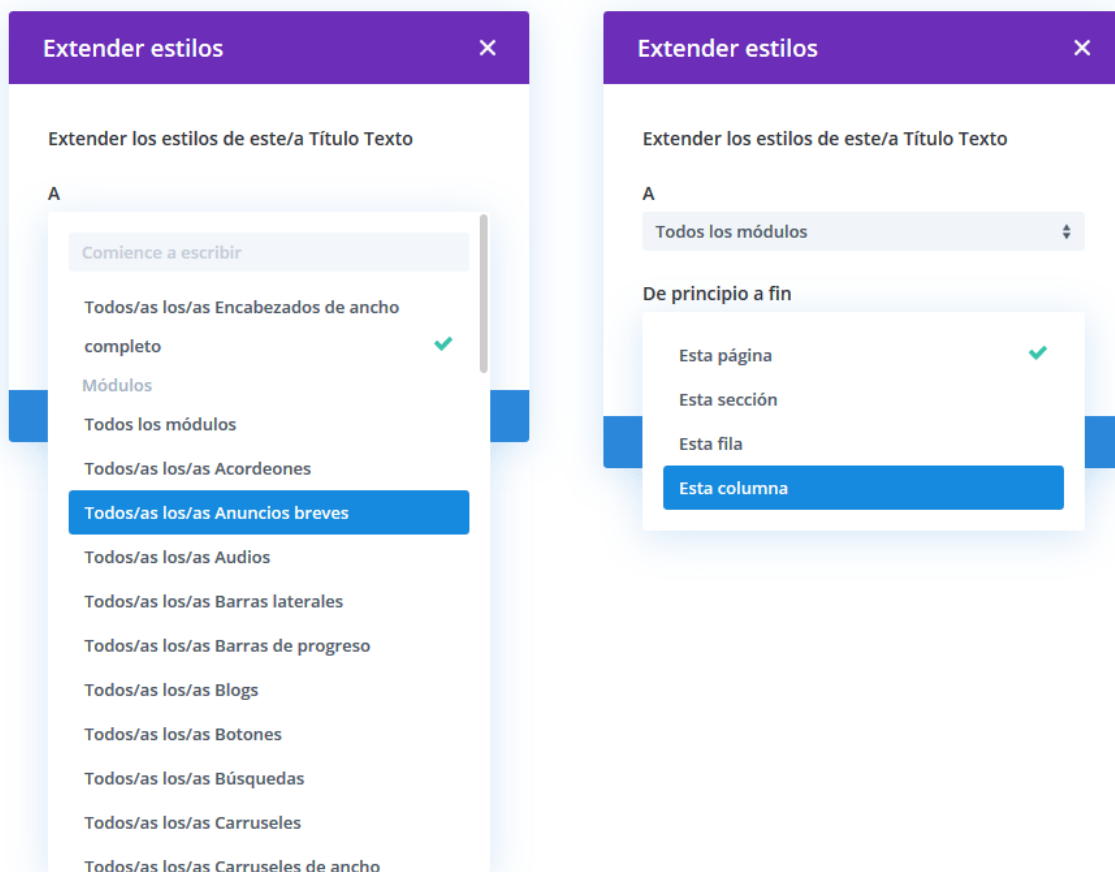 Extender estilos
Extender los estilos de este/a Título Texto
A
Comience a escribir
Todos/as los/as Encabezados de ancho
completo
Módulos
Todos los módulos
Todos/as los/as Acordeones
Todos/as los/as Anuncios breves
Todos/as los/as Audios
Todos/as los/as Barras laterales
Todos/as los/as Barras de progreso
Todos/as los/as Blogs
Todos/as los/as Botones
Todos/as los/as Búsquedas
Todos/as los/as Carruseles
Todos/as los/as Carruseles de ancho
Extender estilos
Extender los estilos de este/a Título Texto
A
Todos los módulos
De principio a fin
Esta página
Esta sección
Esta fila
Esta columna